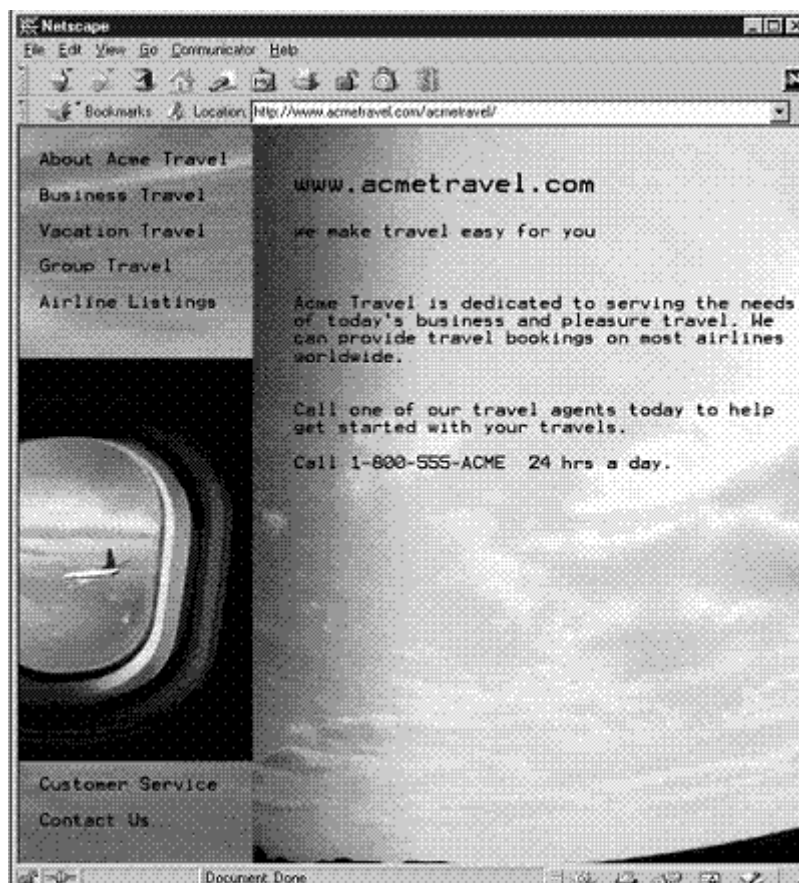 Netscape
File Edit View Go Communicator Help
Bookmarks Location: http://www.acmetravel.com/acmetravel/
About Acme Travel
Business Travel
Vacation Travel
Group Travel
Airline Listings
www.acmetravel.com
we make travel easy for you
Acme Travel is dedicated to serving the needs
of today's business and pleasure travel. We
can provide travel bookings on most airlines
worldwide.
Call one of our travel agents today to help
get started with your travels.
Call 1-800-555-ACME 24 hrs a day.
Customer Service
Contact Us
Document Done